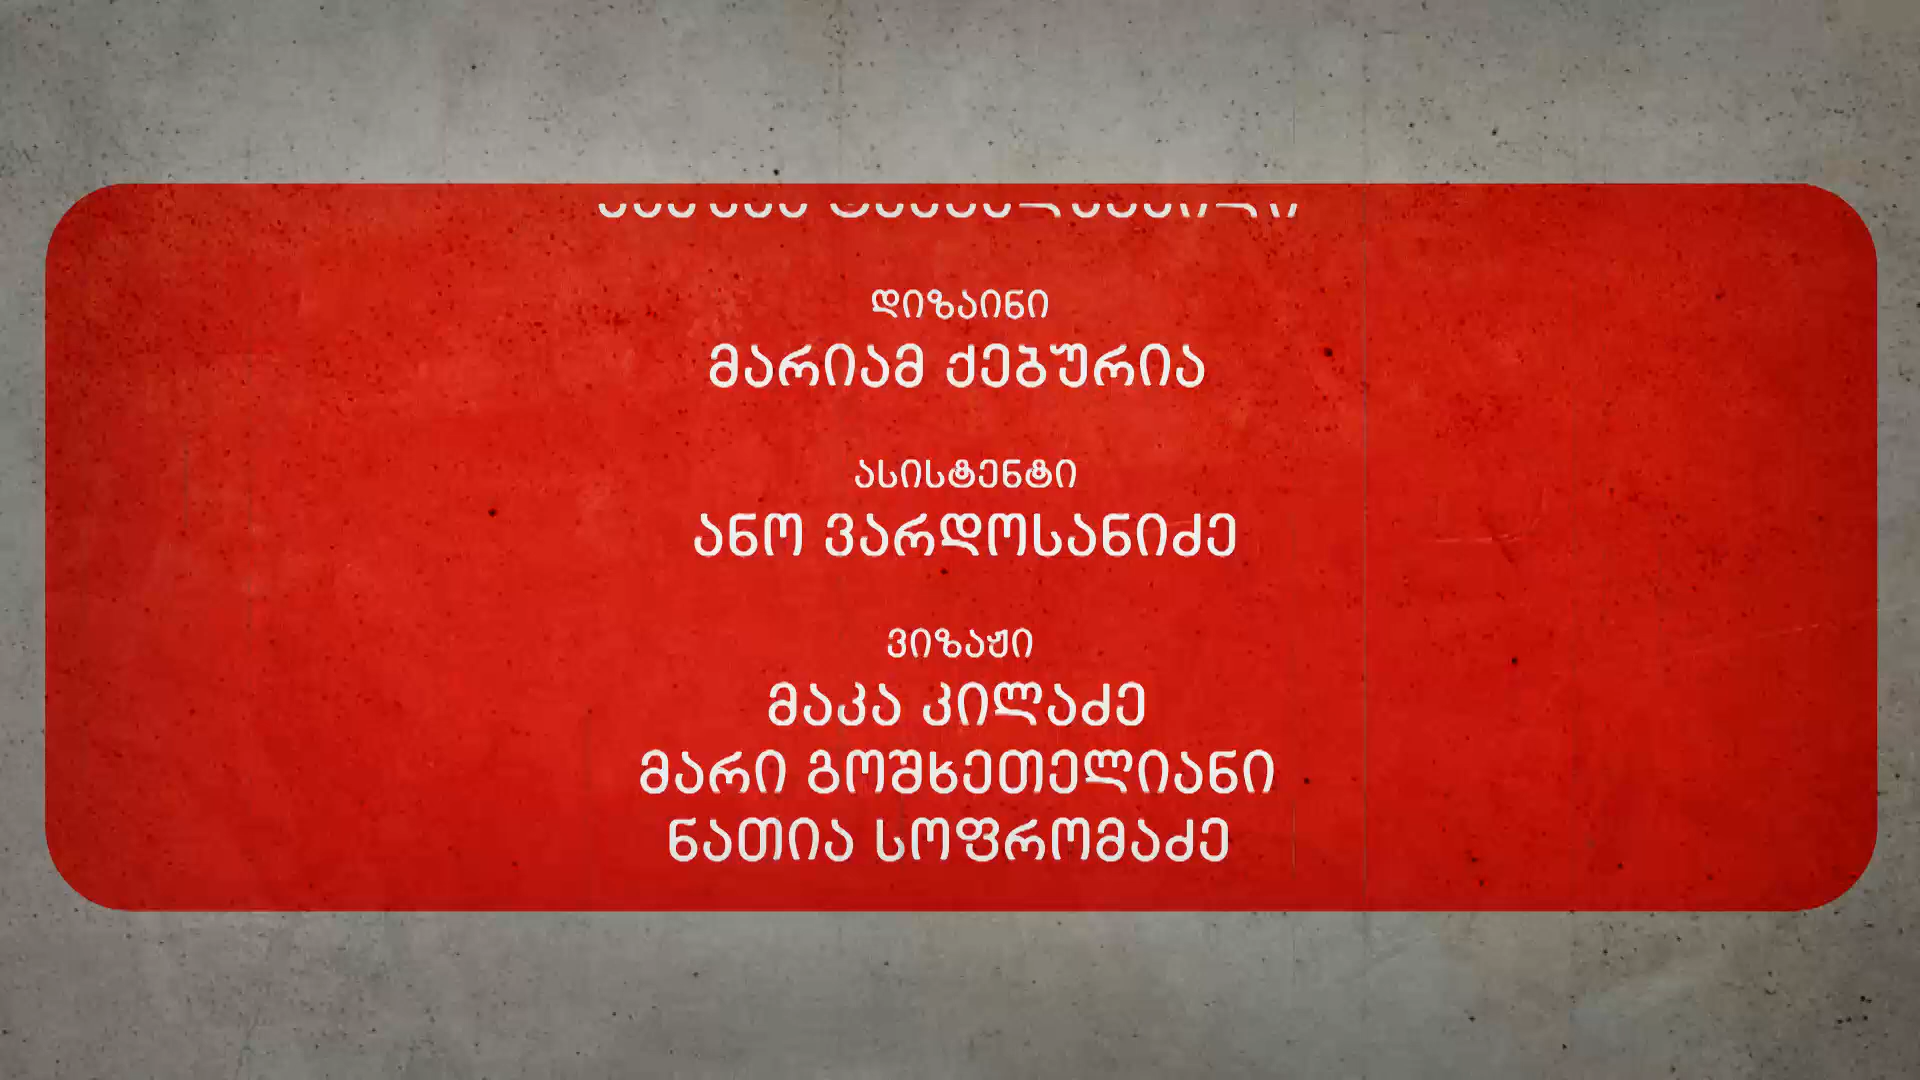 დიზაინი
მარიამ ქებურია
ასისტენტი
ანო ვარდოსანიძე
ვიზაჟი
მაკა კილაძე
მარი გოშხეთელიანი
ნათია სოფრომაძე